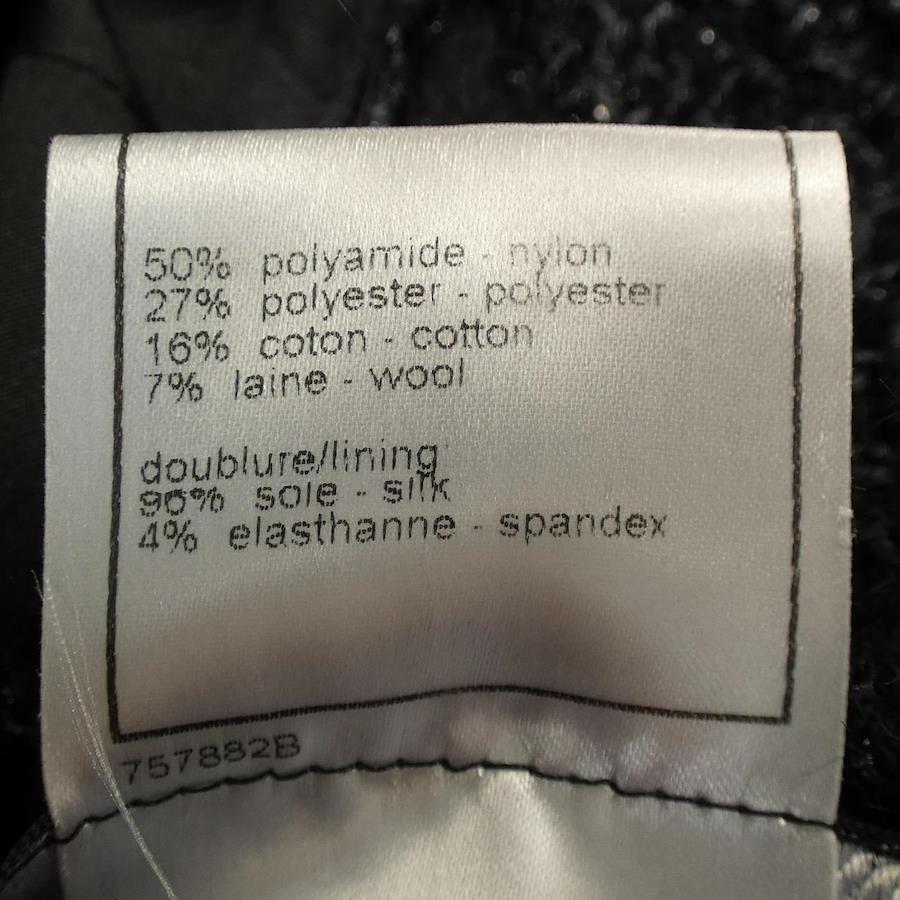 50% polyamide - nylon
27% polyester - polyester
16% coton - cotton
7% laine - wool
doublure/lining
96% soie - silk
4% elasthanne - spandex
757882B